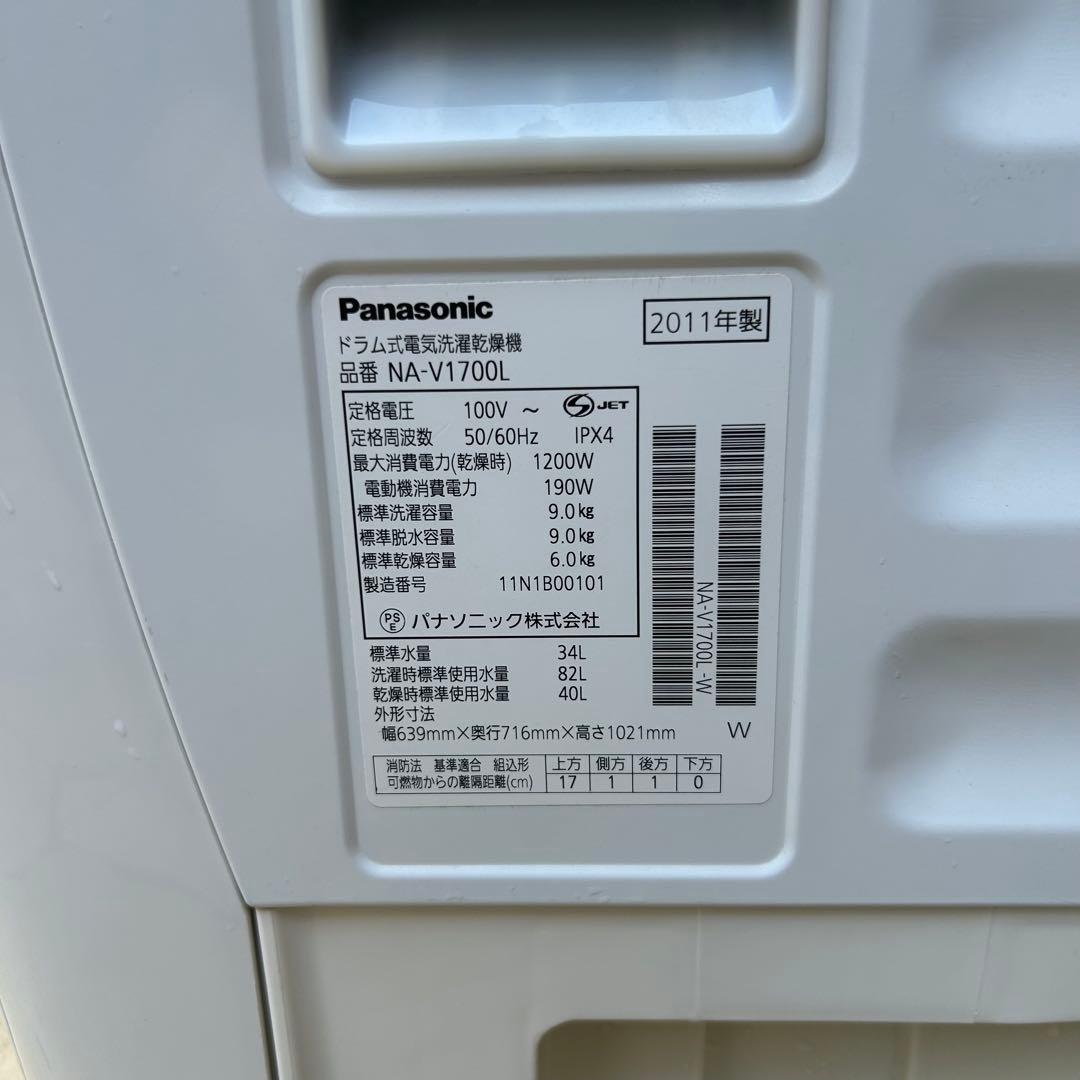 Panasonic
2011年製
ドラム式電気洗濯乾燥機
品番 NA-V1700L
定格電圧 100V ～ S JET
定格周波数 50/60Hz IPX4
最大消費電力(乾燥時) 1200W
電動機消費電力 190W
標準洗濯容量 9.0kg
標準脱水容量 9.0kg
標準乾燥容量 6.0kg
製造番号 11N1B00101
PSE パナソニック株式会社
標準水量 34L
洗濯時標準使用水量 82L
乾燥時標準使用水量 40L
外形寸法
幅639mm×奥行716mm×高さ1021mm
NA-V1700L-W
W
消防法 基準適合 組込形 上方 側方 後方 下方
可燃物からの離隔距離(cm) 17 1 1 0